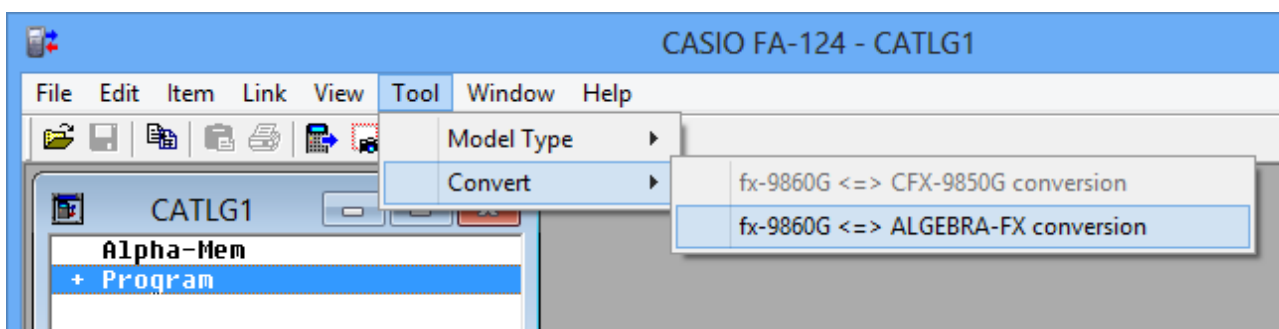 CASIO FA-124 - CATLG1
File Edit Item Link View Tool Window Help
Model Type
Convert
fx-9860G <=> CFX-9850G conversion
fx-9860G <=> ALGEBRA-FX conversion
CATLG1
Alpha-Mem
+ Program